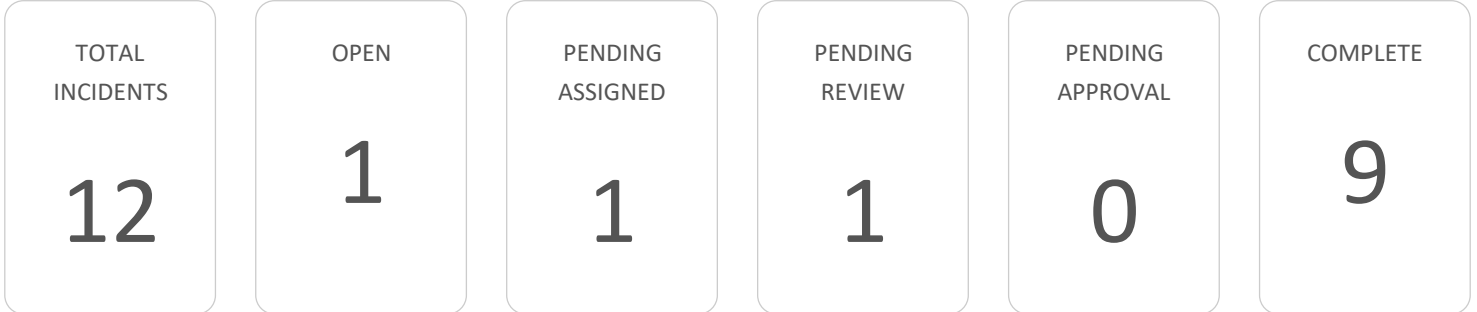 TOTAL
INCIDENTS
12
OPEN
1
PENDING
ASSIGNED
1
PENDING
REVIEW
1
PENDING
APPROVAL
0
COMPLETE
9